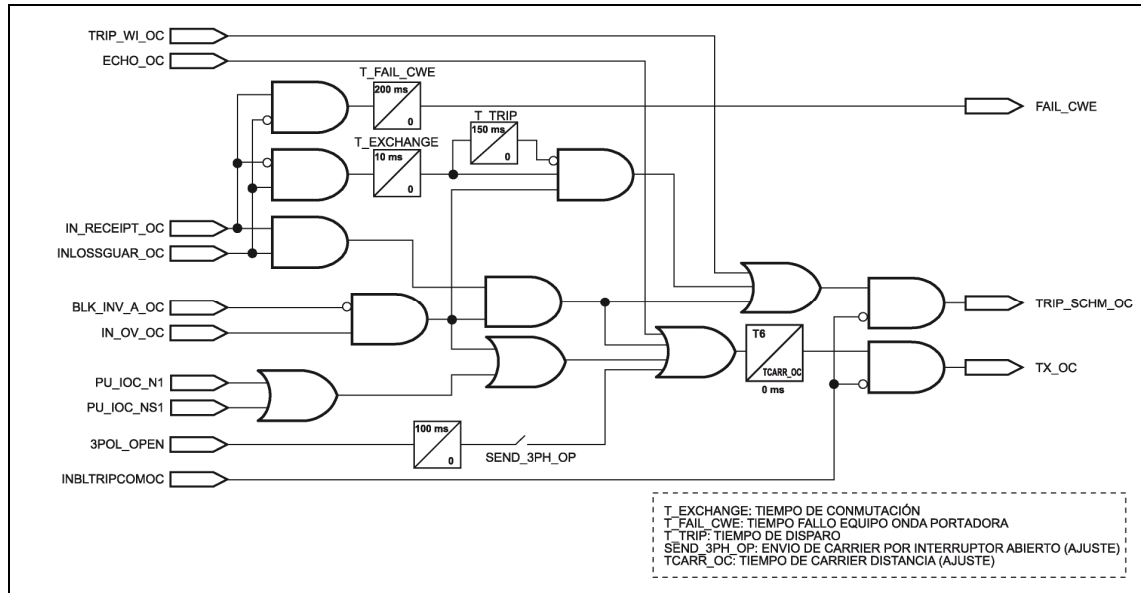 TRIP_WI_OC
ECHO_OC
T_FAIL_CWE
200 ms
0
FAIL_CWE
T_TRIP
150 ms
0
T_EXCHANGE
10 ms
0
IN_RECEIPT_OC
INLOSSGUAR_OC
BLK_INV_A_OC
IN_OV_OC
TRIP_SCHM_OC
T6
TCARR_OC
0 ms
TX_OC
PU_IOC_N1
PU_IOC_NS1
3POL_OPEN
100 ms
0
SEND_3PH_OP
INBLTRIPCOMOC
T_EXCHANGE: TIEMPO DE CONMUTACIÓN
T_FAIL_CWE: TIEMPO FALLO EQUIPO ONDA PORTADORA
T_TRIP: TIEMPO DE DISPARO
SEND_3PH_OP: ENVIO DE CARRIER POR INTERRUPTOR ABIERTO (AJUSTE)
TCARR_OC: TIEMPO DE CARRIER DISTANCIA (AJUSTE)